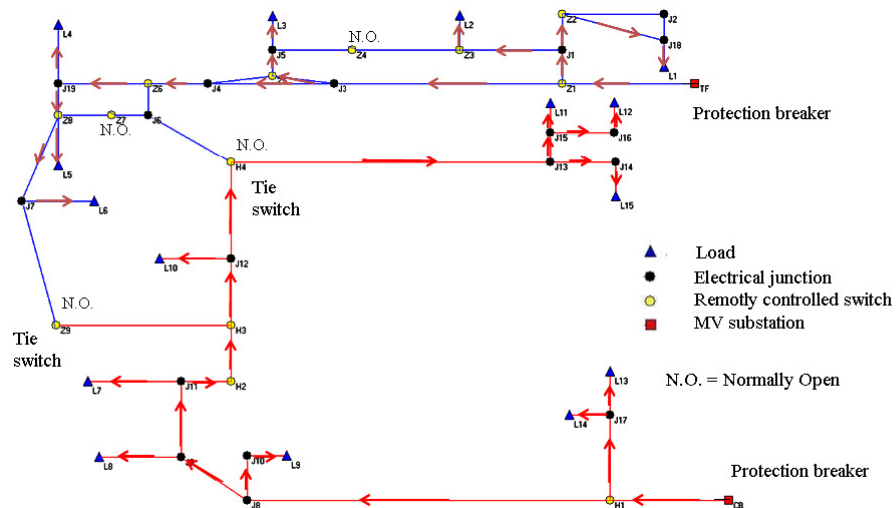 L4
N.O.
L3
L2
Z2
J2
J5
Z4
Z3
J1
J18
L1
J19
Z6
J4
J3
Z1
TF
Protection breaker
Z8
Z7
N.O.
J6
N.O.
L11
L12
J15
J16
H4
J13
J14
L5
Tie
switch
L15
J7
L6
L10
J12
Load
Electrical junction
Remotly controlled switch
MV substation
N.O.
Z9
H3
Tie
switch
L7
J11
H2
L13
N.O. = Normally Open
L14
J17
L8
J10
L9
Protection breaker
J8
H1
CB